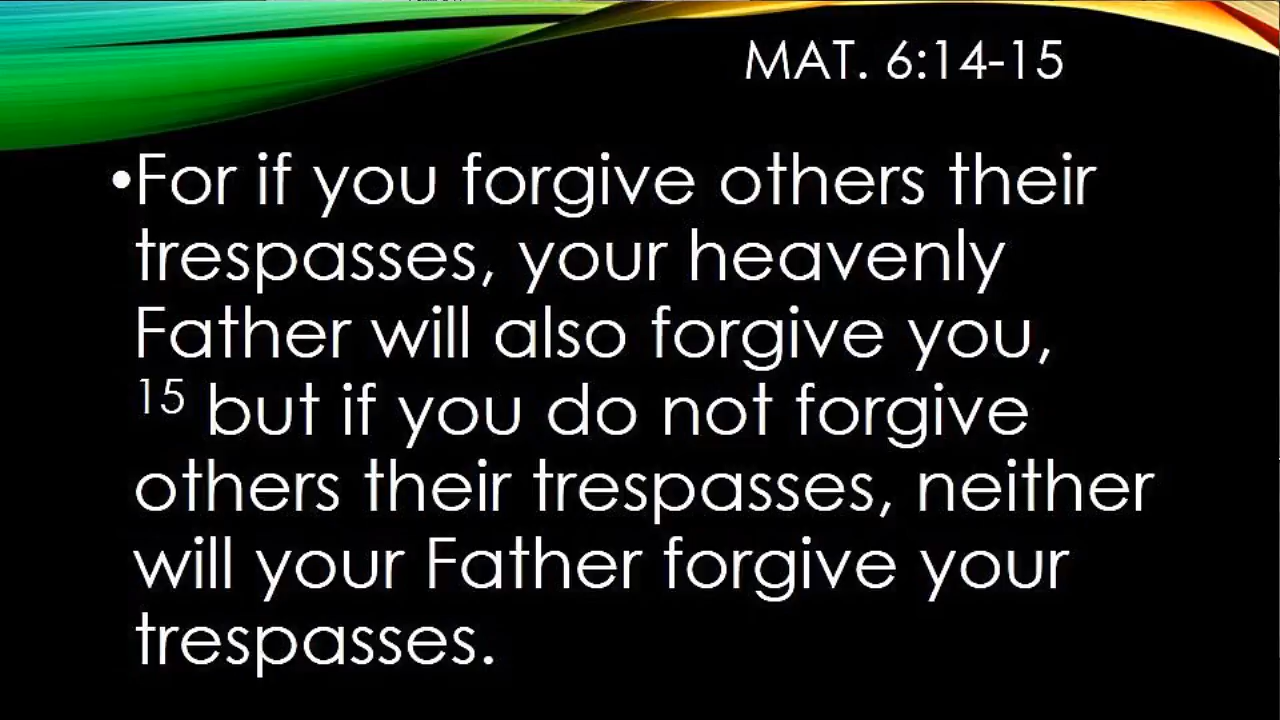 MAT. 6:14-15
•For if you forgive others their
trespasses, your heavenly
Father will also forgive you,
15 but if you do not forgive
others their trespasses, neither
will your Father forgive your
trespasses.